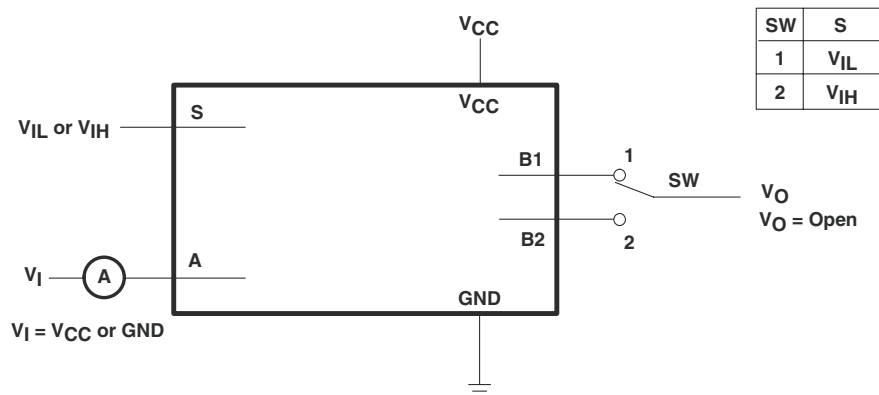 VCC
SW S
1 VIL
2 VIH
VCC
S
VIL or VIH
B1
1
SW
VO
VO = Open
B2
2
A
VI
A
GND
VI = VCC or GND